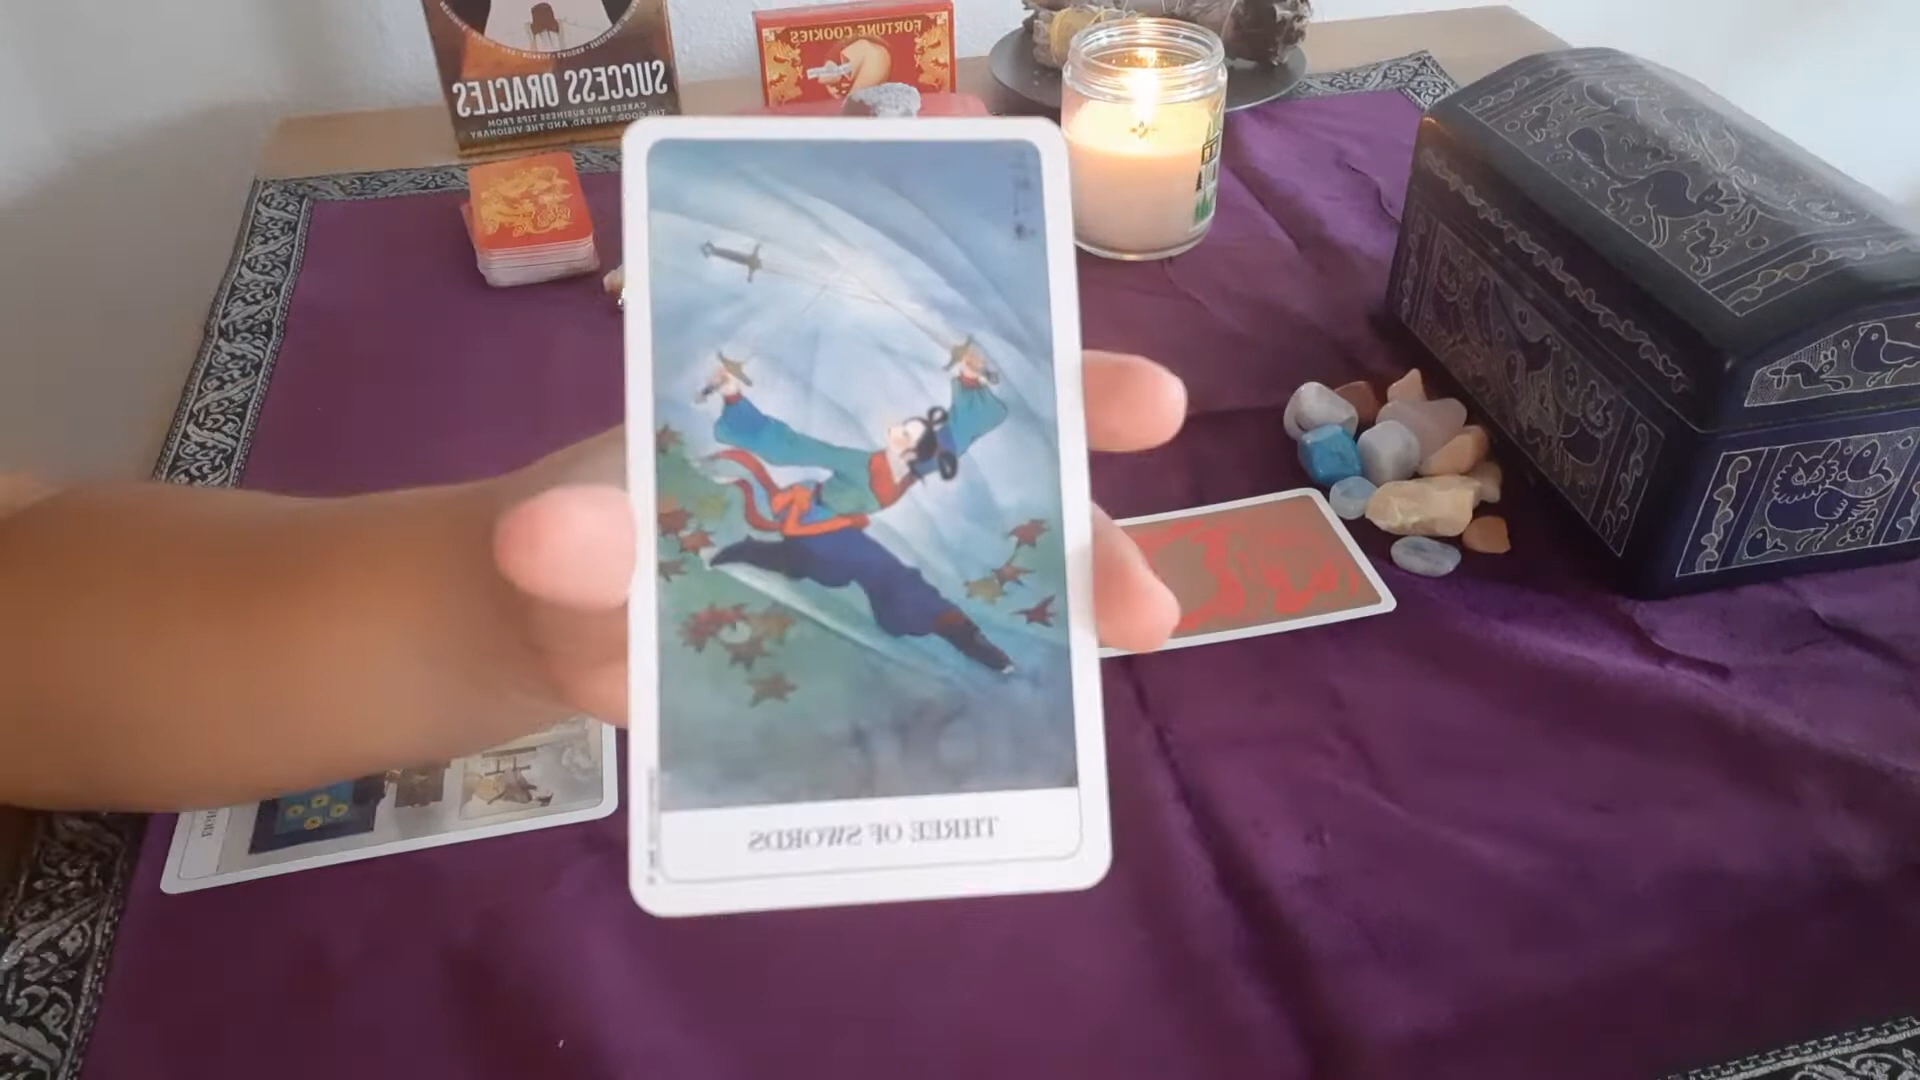 SUCCESS ORACLES
CAREER AND BUSINESS TIPS FROM
THE GOOD, THE BAD, AND THE VISIONARY
FORTUNE COOKIES
THREE OF SWORDS